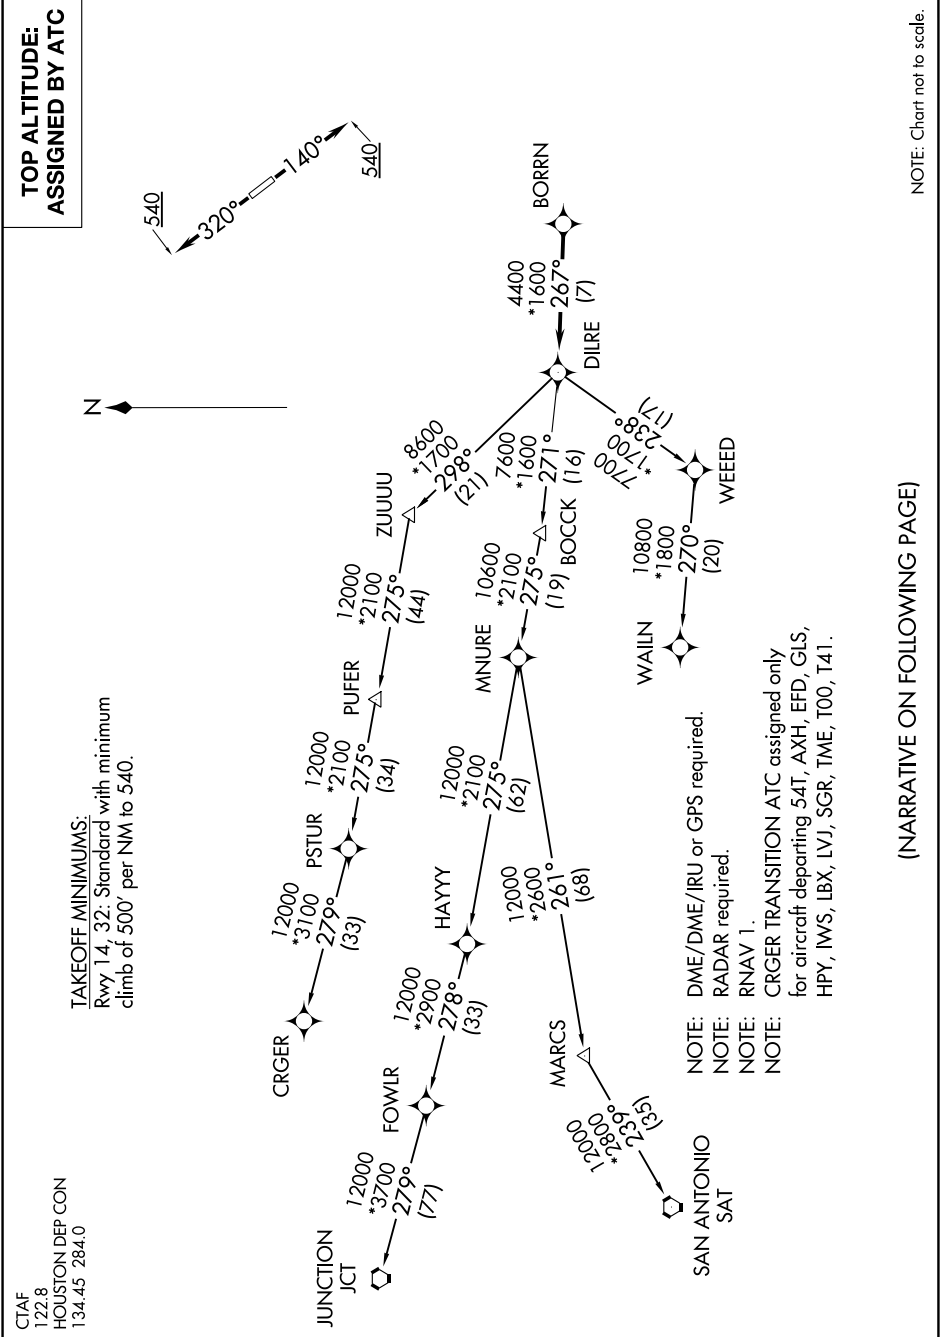 CTAF
122.8
HOUSTON DEP CON
134.45 284.0
TOP ALTITUDE:
ASSIGNED BY ATC
TAKEOFF MINIMUMS:
Rwy 14, 32: Standard with minimum
climb of 500' per NM to 540.
N
540
320°
140°
540
CRGER
12000
*3100
279°
(33)
PSTUR
12000
*2100
275°
(34)
PUFER
12000
*2100
275°
(44)
ZUUUU
8600
*1700
298°
(21)
JUNCTION
JCT
12000
*3700
279°
(77)
FOWLR
12000
*2900
278°
(33)
HAYYY
12000
*2100
275°
(62)
MNURE
10600
*2100
275°
(19)
BOCCK
7600
*1600
271°
(16)
DILRE
4400
*1600
267°
(7)
BORRN
SAN ANTONIO
SAT
12000
*2800
239°
(35)
MARCS
12000
*2600
261°
(68)
WAILN
10800
*1800
270°
(20)
WEEED
7700
*1700
238°
(17)
NOTE: DME/DME/IRU or GPS required.
NOTE: RADAR required.
NOTE: RNAV 1.
NOTE: CRGER TRANSITION ATC assigned only
for aircraft departing 54T, AXH, EFD, GLS,
HPY, IWS, LBX, LVJ, SGR, TME, T00, T41.
(NARRATIVE ON FOLLOWING PAGE)
NOTE: Chart not to scale.